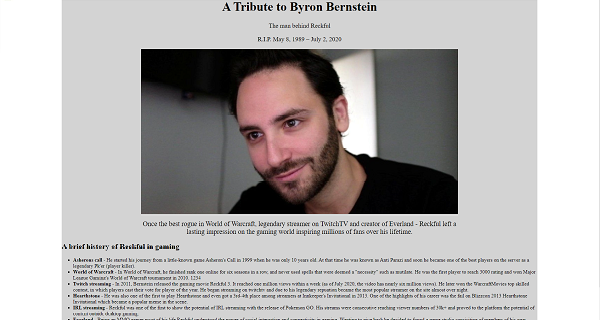 A Tribute to Byron Bernstein
The man behind Reckful
R.I.P. May 8, 1989 – July 2, 2020
Once the best rogue in World of Warcraft, legendary streamer on TwitchTV and creator of Everland - Reckful left a
lasting impression on the gaming world inspiring millions of fans over his lifetime.
A brief history of Reckful in gaming
Asherons call - He started his journey from a little-known game Asheron's Call in 1999 when he was only 10 years old. At that time he was known as Anti Panzi and soon he became one of the best players on the server as a
legendary PKer (player killer).
World of Warcraft - In World of Warcraft, he finished rank one online for six seasons in a row, and never used spells that were deemed a "necessity" such as mutilate. He was the first player to reach 3000 rating and won Major
League Gaming's World of Warcraft tournament in 2010. 1234
Twitch streaming - In 2011, Bernstein released the gaming movie Reckful 3. It reached one million views within a week (as of July 2020, the video has nearly six million views). He later won the WarcraftMovies top skilled
contest, in which players cast their vote for player of the year. He began streaming on twitchtv and due to his legendary reputation became the most popular streamer on the site almost over night.
Hearthstone - He was also one of the first to play Hearthstone and even got a 3rd-4th place among streamers at Innkeeper's Invitational in 2013. One of the highlights of his career was the fail on Blizzcon 2013 Hearthstone
Invitational which became a popular meme in the scene.
IRL streaming - Reckful was one of the first to show the potential of IRL streaming with the release of Pokemon GO. His streams were consecutive reaching viewers numbers of 30k+ and proved to the platform the potential of
content outside desktop gaming.